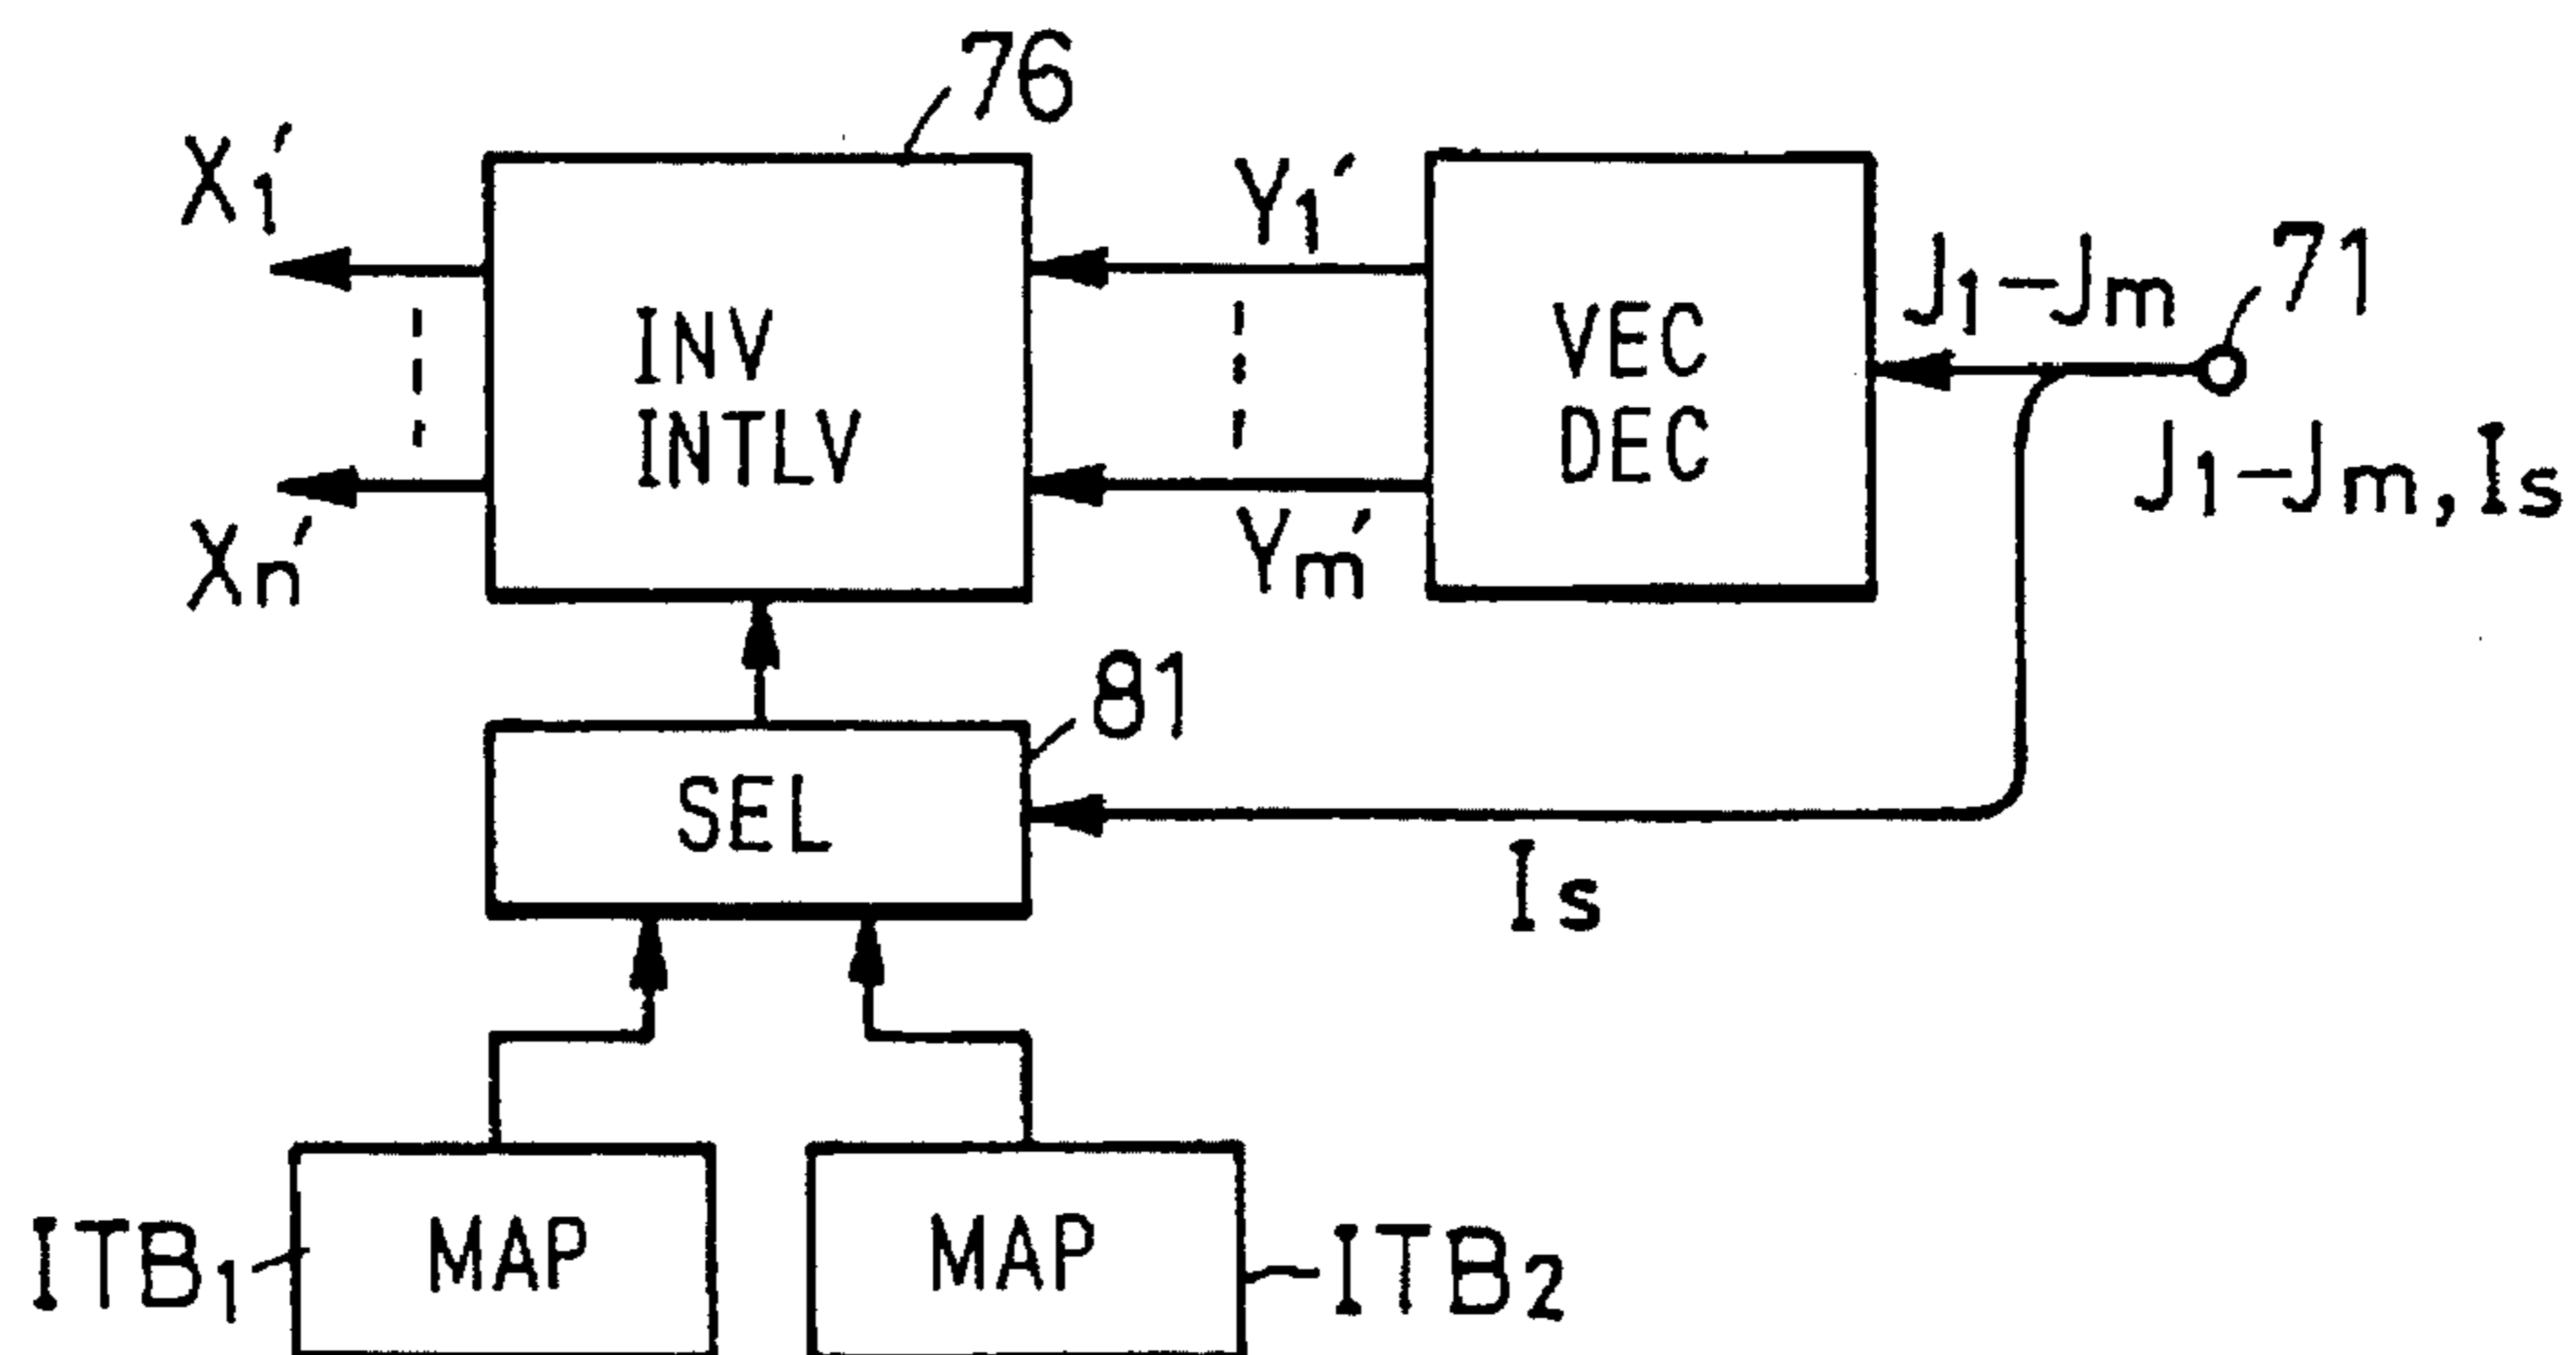 76
X1′
Y1′
J1-Jm
71
INV
INTLV
VEC
DEC
J1-Jm, Is
Xn′
Ym′
81
SEL
Is
ITB1
MAP
MAP
ITB2